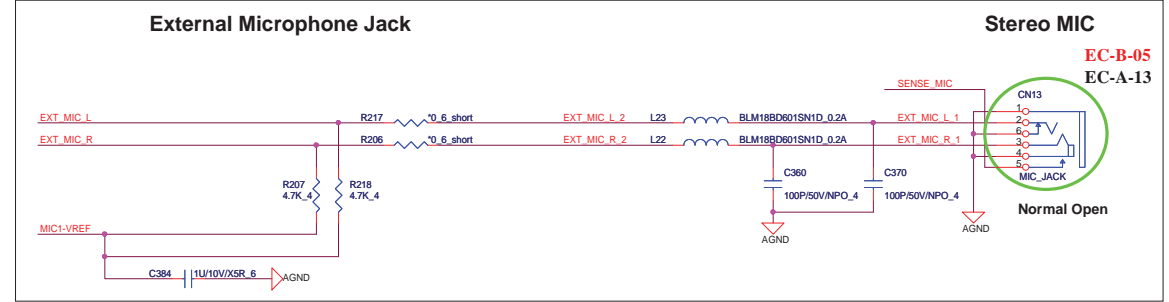 External Microphone Jack
Stereo MIC
EC-B-05
EC-A-13
SENSE_MIC
CN13
EXT_MIC_L
R217
*0_6_short
EXT_MIC_L_2
L23
BLM18BD601SN1D_0.2A
EXT_MIC_L_1
1
2
6
3
4
5
EXT_MIC_R
R206
*0_6_short
EXT_MIC_R_2
L22
BLM18BD601SN1D_0.2A
EXT_MIC_R_1
MIC_JACK
R207
4.7K_4
R218
4.7K_4
C360
100P/50V/NPO_4
C370
100P/50V/NPO_4
Normal Open
AGND
AGND
MIC1-VREF
C384
1U/10V/X5R_6
AGND